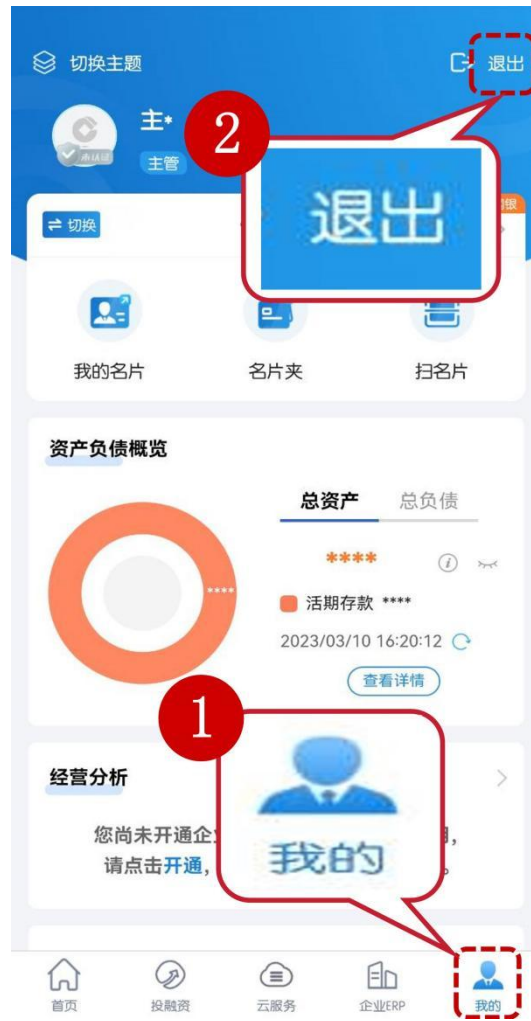 切换主题
退出
主*
2
主管
未认证
退出
切换
银
我的名片
名片夹
扫名片
资产负债概览
总资产 总负债
****
****
活期存款 ****
2023/03/10 16:20:12
查看详情
1
经营分析
您尚未开通企
请点击开通,
我的
首页
投融资
云服务
企业ERP
我的